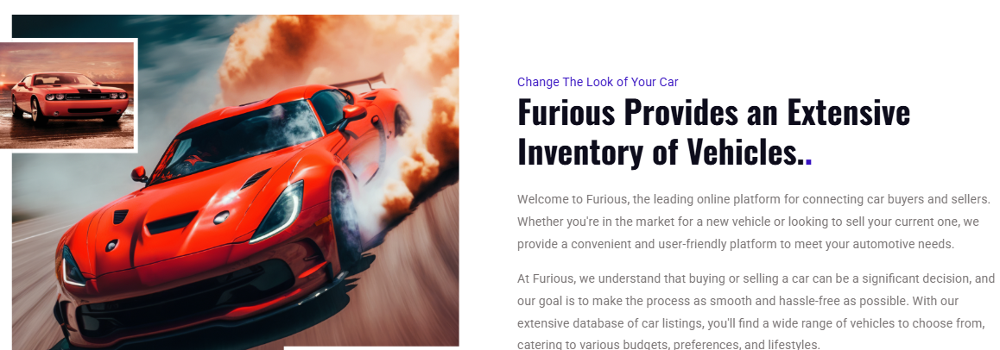 Change The Look of Your Car
Furious Provides an Extensive
Inventory of Vehicles..
Welcome to Furious, the leading online platform for connecting car buyers and sellers.
Whether you're in the market for a new vehicle or looking to sell your current one, we
provide a convenient and user-friendly platform to meet your automotive needs.
At Furious, we understand that buying or selling a car can be a significant decision, and
our goal is to make the process as smooth and hassle-free as possible. With our
extensive database of car listings, you'll find a wide range of vehicles to choose from,
catering to various budgets, preferences, and lifestyles.